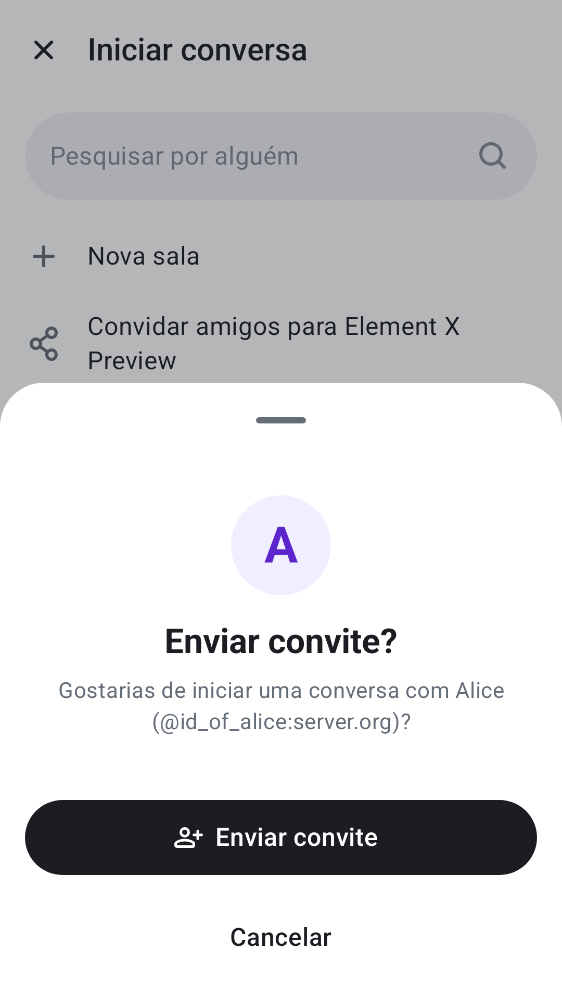 Iniciar conversa
Pesquisar por alguém
Nova sala
Convidar amigos para Element X
Preview
A
Enviar convite?
Gostarias de iniciar uma conversa com Alice
(@id_of_alice:server.org)?
Enviar convite
Cancelar